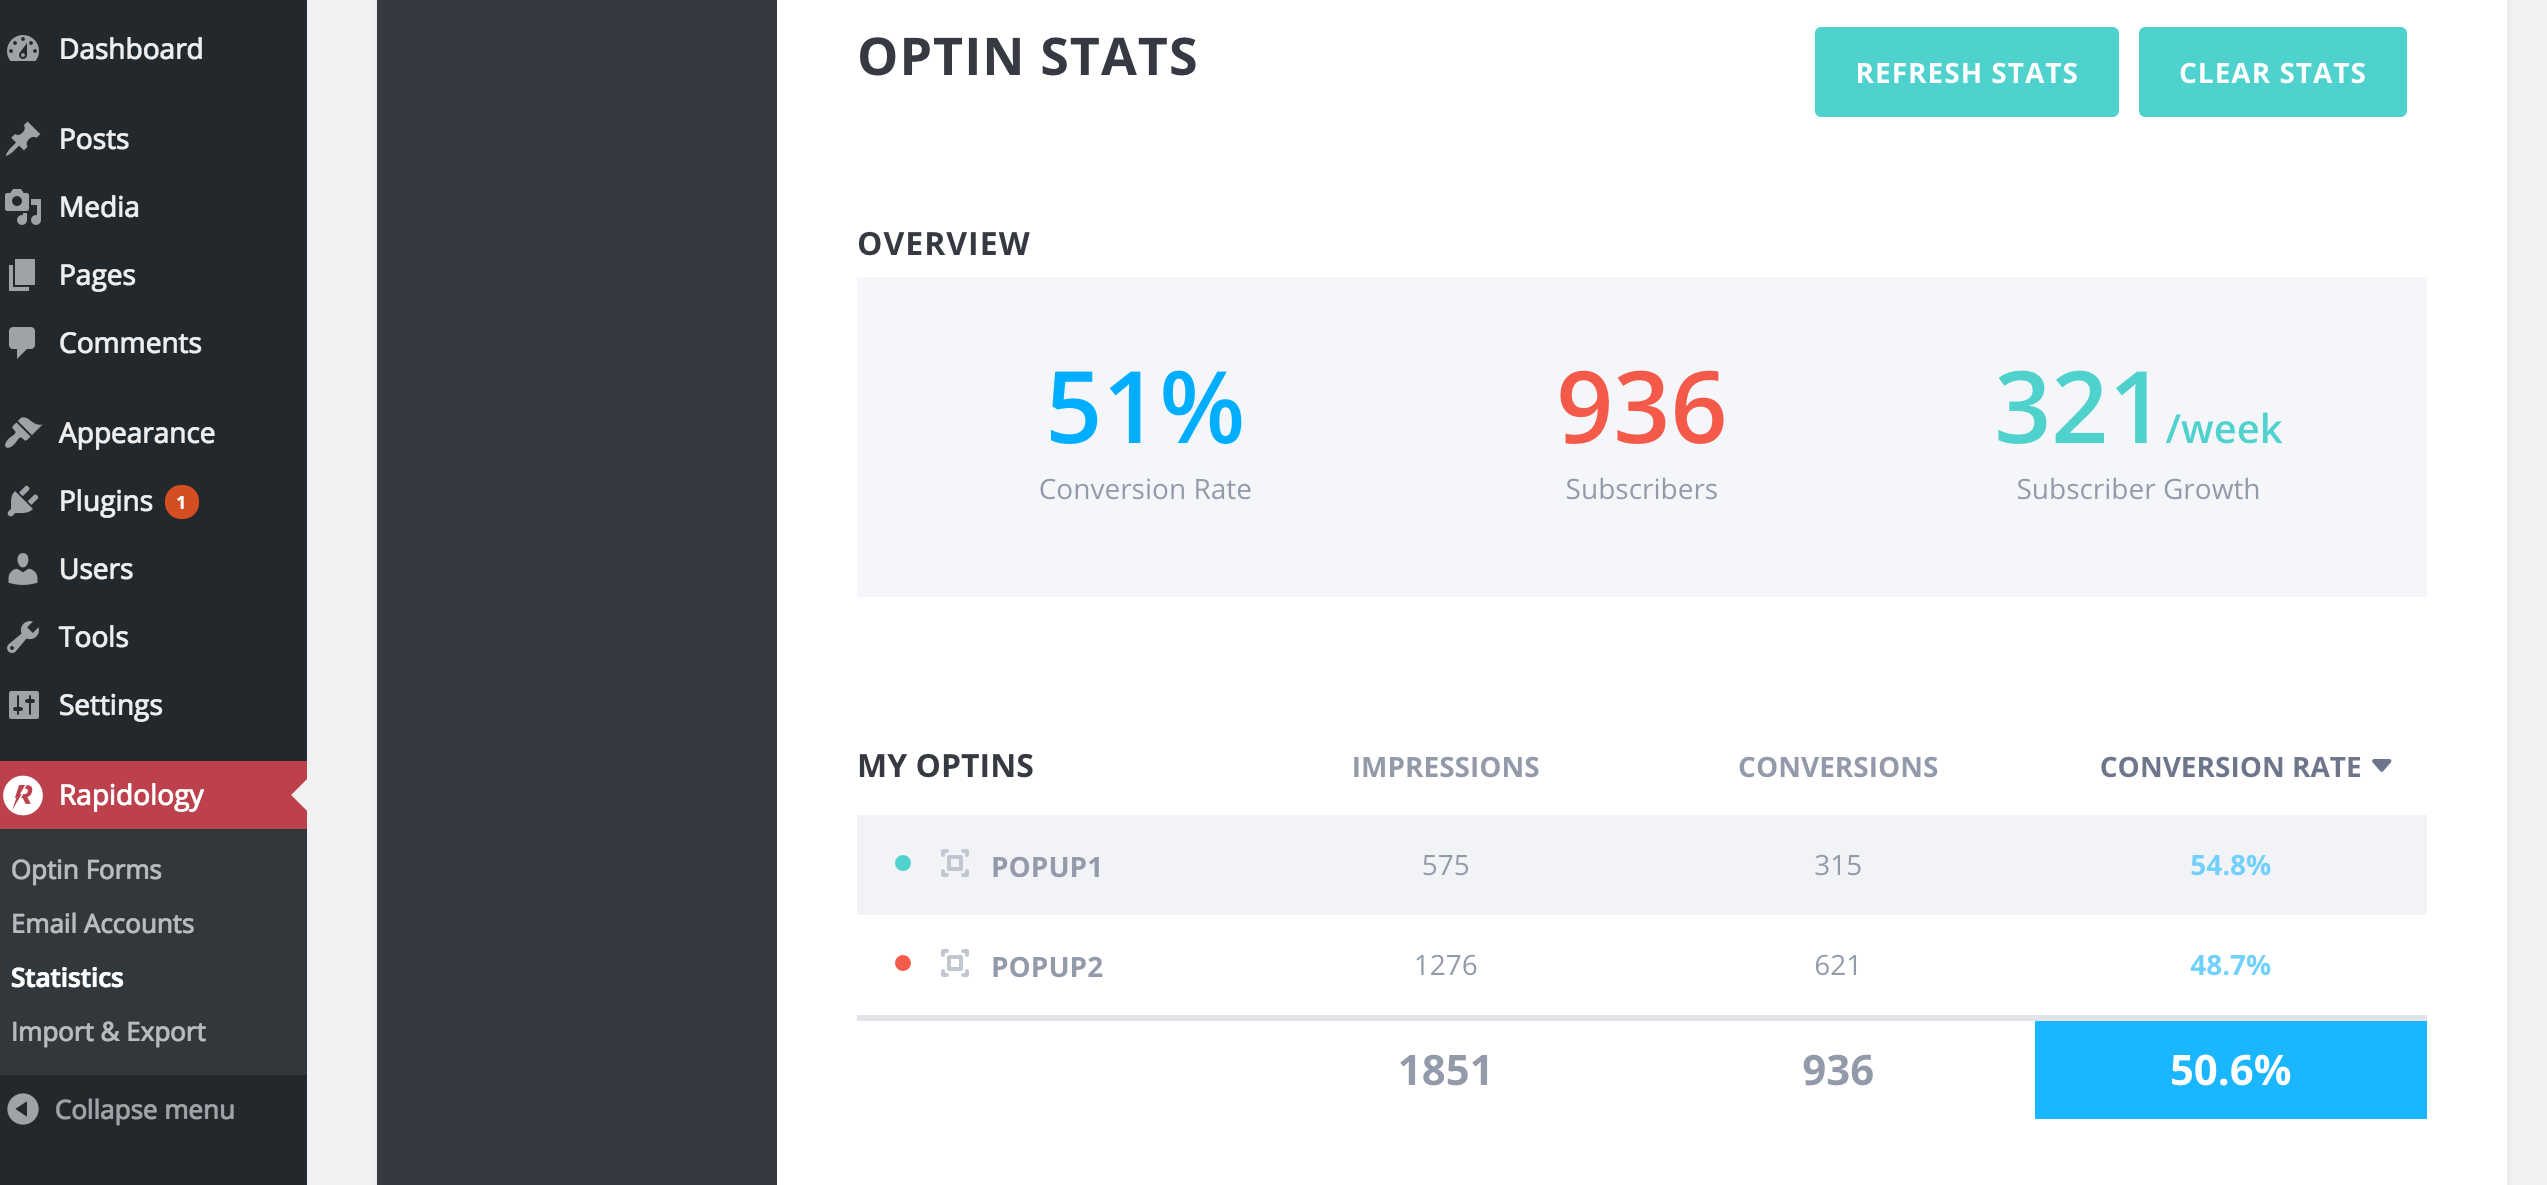 Dashboard
Posts
Media
Pages
Comments
Appearance
Plugins 1
Users
Tools
Settings
Rapidology
Optin Forms
Email Accounts
Statistics
Import & Export
Collapse menu
OPTIN STATS
REFRESH STATS
CLEAR STATS
OVERVIEW
51%
Conversion Rate
936
Subscribers
321/week
Subscriber Growth
MY OPTINS IMPRESSIONS CONVERSIONS CONVERSION RATE
POPUP1 575 315 54.8%
POPUP2 1276 621 48.7%
1851 936 50.6%